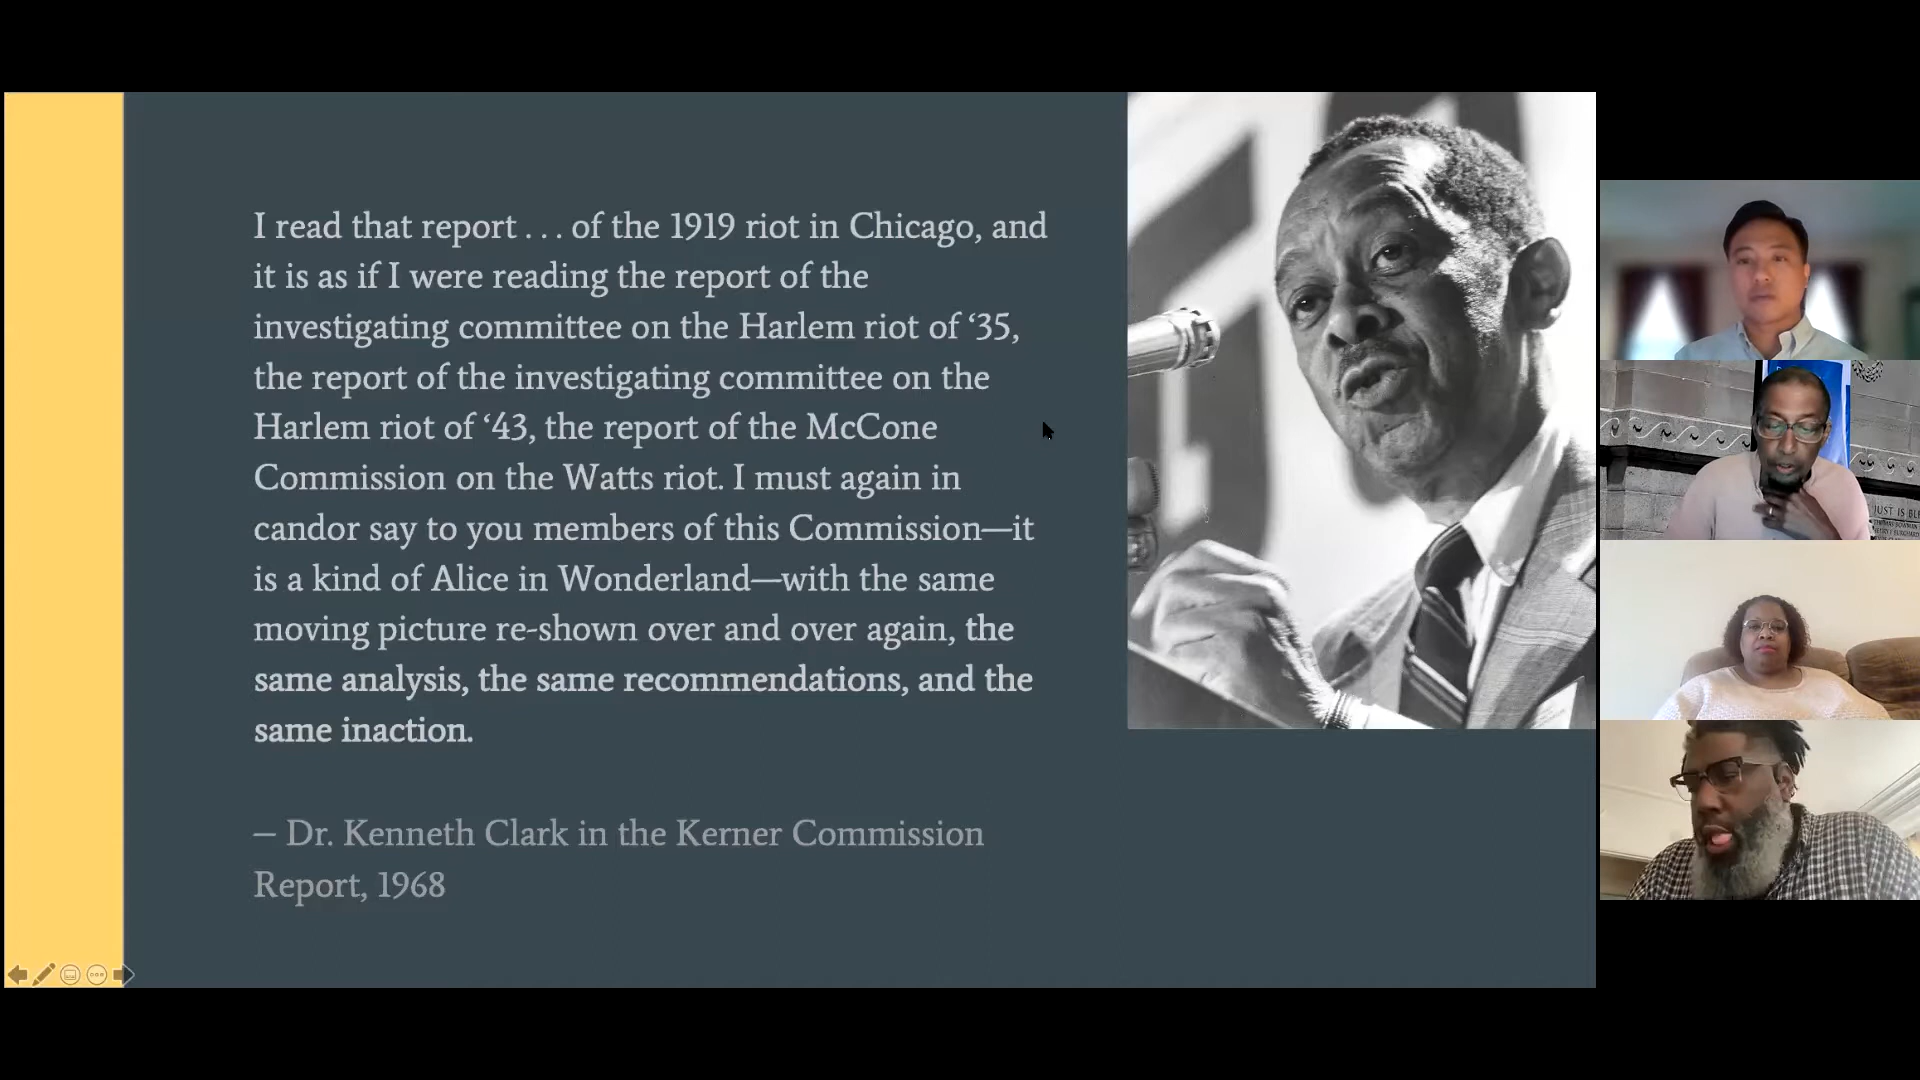 I read that report . . . of the 1919 riot in Chicago, and
it is as if I were reading the report of the
investigating committee on the Harlem riot of ‘35,
the report of the investigating committee on the
Harlem riot of ‘43, the report of the McCone
Commission on the Watts riot. I must again in
candor say to you members of this Commission—it
is a kind of Alice in Wonderland—with the same
moving picture re-shown over and over again, the
same analysis, the same recommendations, and the
same inaction.
— Dr. Kenneth Clark in the Kerner Commission
Report, 1968
JUST IS